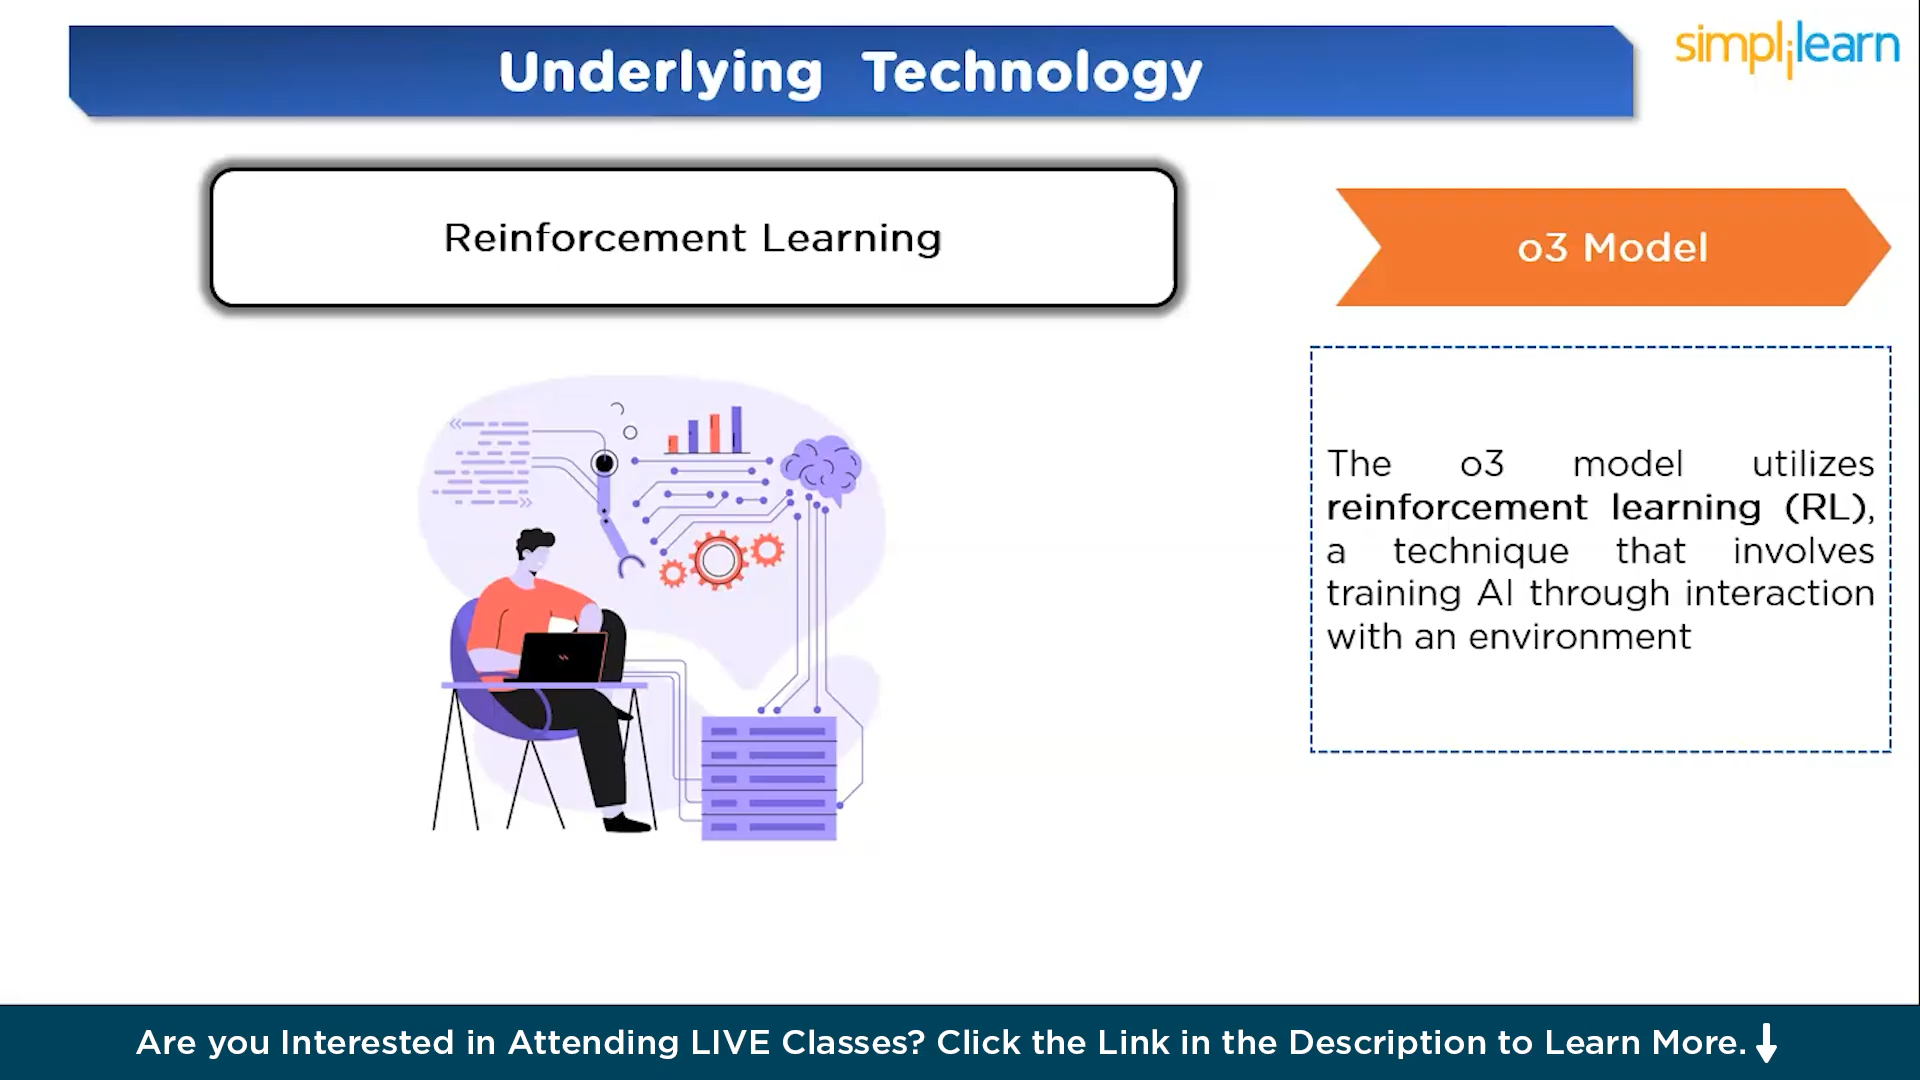 Underlying Technology
simplilearn
Reinforcement Learning
o3 Model
The o3 model utilizes
reinforcement learning (RL),
a technique that involves
training AI through interaction
with an environment
Are you Interested in Attending LIVE Classes? Click the Link in the Description to Learn More.